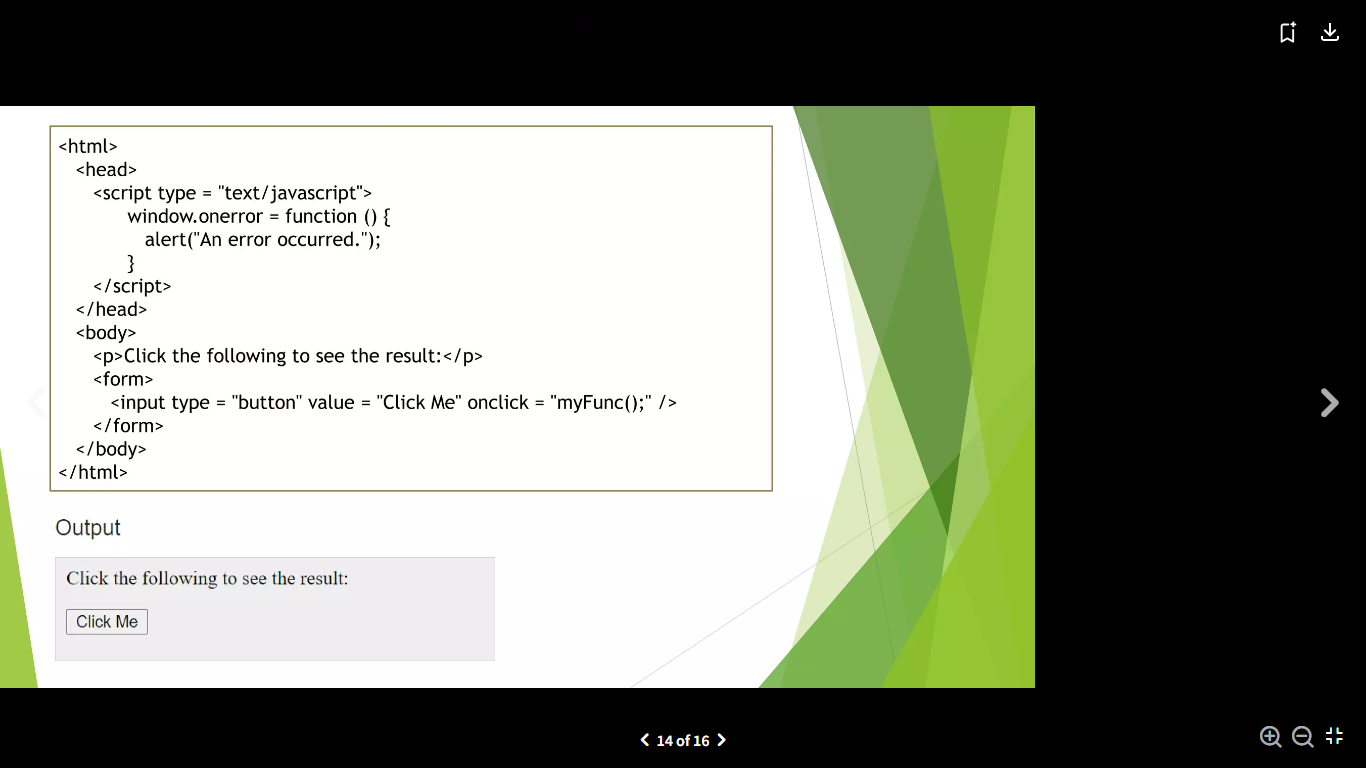 <html>
<head>
<script type = "text/javascript">
window.onerror = function () {
alert("An error occurred.");
}
</script>
</head>
<body>
<p>Click the following to see the result:</p>
<form>
<input type = "button" value = "Click Me" onclick = "myFunc();" />
</form>
</body>
</html>
Output
Click the following to see the result:
Click Me
14 of 16